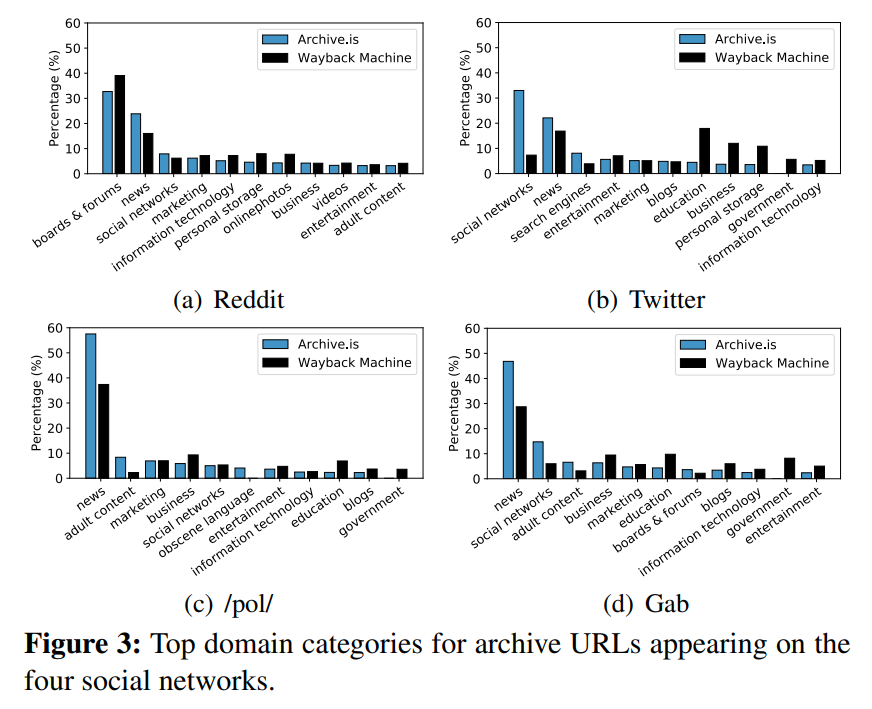 60
50
40
30
20
10
0
Percentage (%)
Archive.is
Wayback Machine
boards & forums
news
social networks
marketing
information technology
personal storage
onlinephotos
business
videos
entertainment
adult content
(a) Reddit
60
50
40
30
20
10
0
Percentage (%)
Archive.is
Wayback Machine
social networks
news
search engines
entertainment
marketing
blogs
education
business
personal storage
government
information technology
(b) Twitter
60
50
40
30
20
10
0
Percentage (%)
Archive.is
Wayback Machine
news
adult content
marketing
business
social networks
obscene language
entertainment
information technology
education
blogs
government
(c) /pol/
60
50
40
30
20
10
0
Percentage (%)
Archive.is
Wayback Machine
news
social networks
adult content
business
marketing
education
boards & forums
blogs
information technology
government
entertainment
(d) Gab
Figure 3: Top domain categories for archive URLs appearing on the
four social networks.